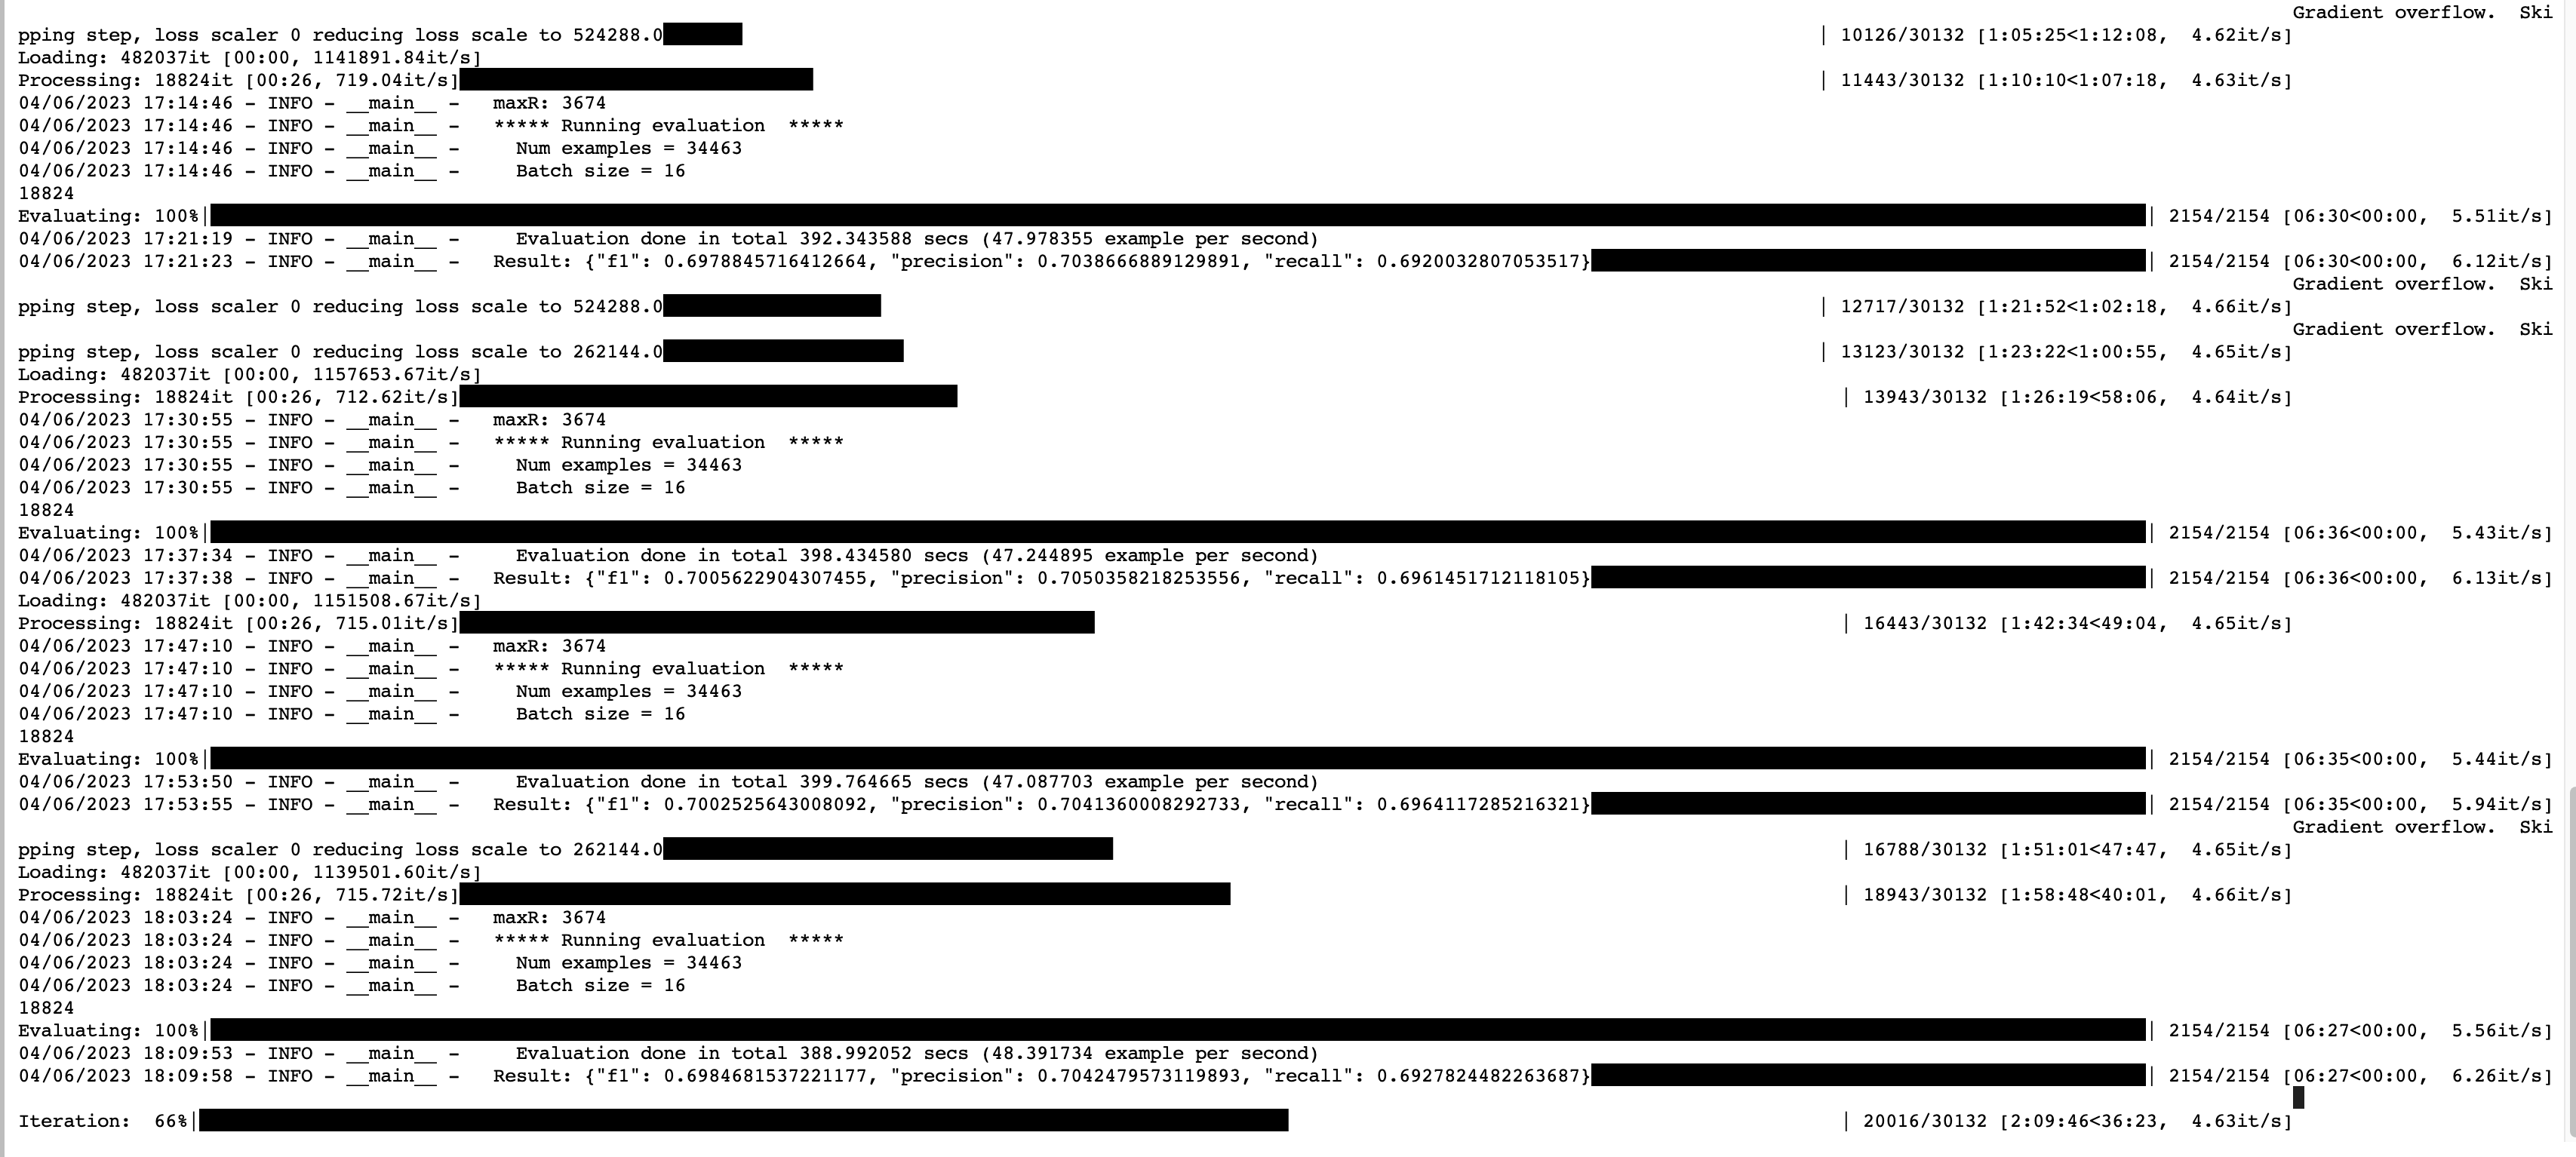 Gradient overflow.  Ski
pping step, loss scaler 0 reducing loss scale to 524288.0 | 10126/30132 [1:05:25<1:12:08,  4.62it/s]
Loading: 482037it [00:00, 1141891.84it/s]
Processing: 18824it [00:26, 719.04it/s] | 11443/30132 [1:10:10<1:07:18,  4.63it/s]
04/06/2023 17:14:46 - INFO - __main__ -   maxR: 3674
04/06/2023 17:14:46 - INFO - __main__ -   ***** Running evaluation  *****
04/06/2023 17:14:46 - INFO - __main__ -     Num examples = 34463
04/06/2023 17:14:46 - INFO - __main__ -     Batch size = 16
18824
Evaluating: 100%| | 2154/2154 [06:30<00:00,  5.51it/s]
04/06/2023 17:21:19 - INFO - __main__ -     Evaluation done in total 392.343588 secs (47.978355 example per second)
04/06/2023 17:21:23 - INFO - __main__ -   Result: {"f1": 0.6978845716412664, "precision": 0.7038666889129891, "recall": 0.6920032807053517} | 2154/2154 [06:30<00:00,  6.12it/s]
Gradient overflow.  Ski
pping step, loss scaler 0 reducing loss scale to 524288.0 | 12717/30132 [1:21:52<1:02:18,  4.66it/s]
Gradient overflow.  Ski
pping step, loss scaler 0 reducing loss scale to 262144.0 | 13123/30132 [1:23:22<1:00:55,  4.65it/s]
Loading: 482037it [00:00, 1157653.67it/s]
Processing: 18824it [00:26, 712.62it/s] | 13943/30132 [1:26:19<58:06,  4.64it/s]
04/06/2023 17:30:55 - INFO - __main__ -   maxR: 3674
04/06/2023 17:30:55 - INFO - __main__ -   ***** Running evaluation  *****
04/06/2023 17:30:55 - INFO - __main__ -     Num examples = 34463
04/06/2023 17:30:55 - INFO - __main__ -     Batch size = 16
18824
Evaluating: 100%| | 2154/2154 [06:36<00:00,  5.43it/s]
04/06/2023 17:37:34 - INFO - __main__ -     Evaluation done in total 398.434580 secs (47.244895 example per second)
04/06/2023 17:37:38 - INFO - __main__ -   Result: {"f1": 0.7005622904307455, "precision": 0.7050358218253556, "recall": 0.6961451712118105} | 2154/2154 [06:36<00:00,  6.13it/s]
Loading: 482037it [00:00, 1151508.67it/s]
Processing: 18824it [00:26, 715.01it/s] | 16443/30132 [1:42:34<49:04,  4.65it/s]
04/06/2023 17:47:10 - INFO - __main__ -   maxR: 3674
04/06/2023 17:47:10 - INFO - __main__ -   ***** Running evaluation  *****
04/06/2023 17:47:10 - INFO - __main__ -     Num examples = 34463
04/06/2023 17:47:10 - INFO - __main__ -     Batch size = 16
18824
Evaluating: 100%| | 2154/2154 [06:35<00:00,  5.44it/s]
04/06/2023 17:53:50 - INFO - __main__ -     Evaluation done in total 399.764665 secs (47.087703 example per second)
04/06/2023 17:53:55 - INFO - __main__ -   Result: {"f1": 0.7002525643008092, "precision": 0.7041360008292733, "recall": 0.6964117285216321} | 2154/2154 [06:35<00:00,  5.94it/s]
Gradient overflow.  Ski
pping step, loss scaler 0 reducing loss scale to 262144.0 | 16788/30132 [1:51:01<47:47,  4.65it/s]
Loading: 482037it [00:00, 1139501.60it/s]
Processing: 18824it [00:26, 715.72it/s] | 18943/30132 [1:58:48<40:01,  4.66it/s]
04/06/2023 18:03:24 - INFO - __main__ -   maxR: 3674
04/06/2023 18:03:24 - INFO - __main__ -   ***** Running evaluation  *****
04/06/2023 18:03:24 - INFO - __main__ -     Num examples = 34463
04/06/2023 18:03:24 - INFO - __main__ -     Batch size = 16
18824
Evaluating: 100%| | 2154/2154 [06:27<00:00,  5.56it/s]
04/06/2023 18:09:53 - INFO - __main__ -     Evaluation done in total 388.992052 secs (48.391734 example per second)
04/06/2023 18:09:58 - INFO - __main__ -   Result: {"f1": 0.6984681537221177, "precision": 0.7042479573119893, "recall": 0.6927824482263687} | 2154/2154 [06:27<00:00,  6.26it/s]
Iteration:  66%| | 20016/30132 [2:09:46<36:23,  4.63it/s]